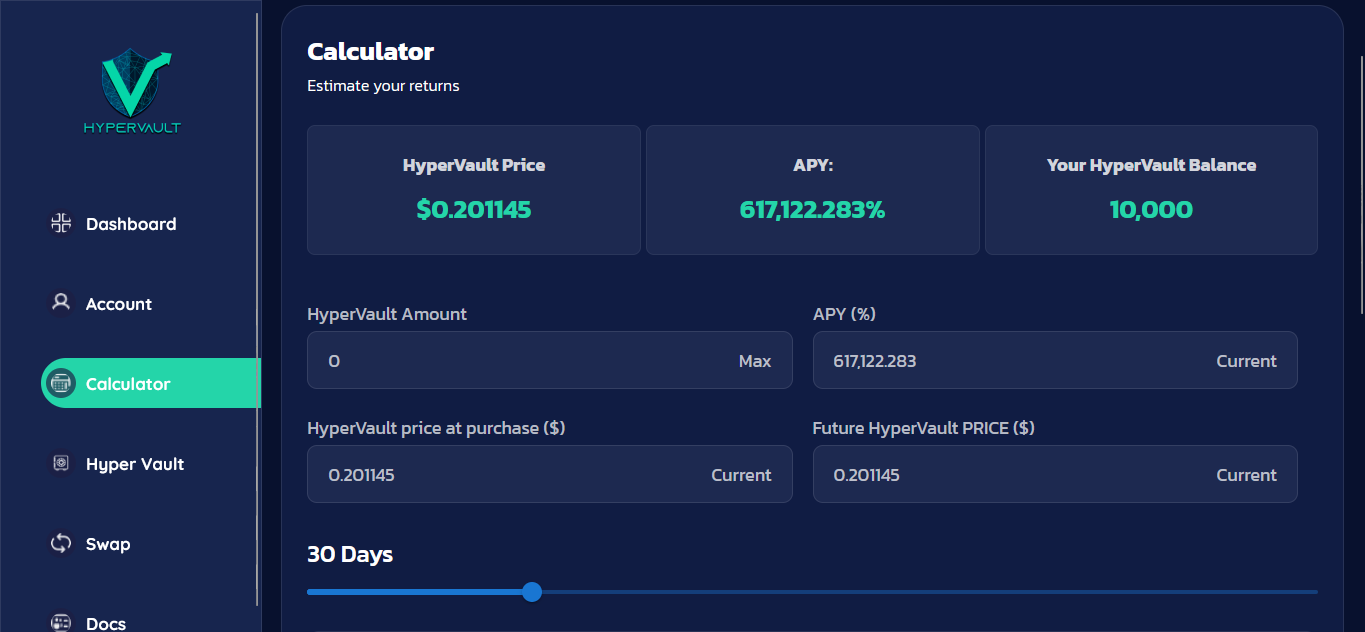 HYPERVAULT
Dashboard
Account
Calculator
Hyper Vault
Swap
Docs
Calculator
Estimate your returns
HyperVault Price
$0.201145
APY:
617,122.283%
Your HyperVault Balance
10,000
HyperVault Amount
0 Max
APY (%)
617,122.283 Current
HyperVault price at purchase ($)
0.201145 Current
Future HyperVault PRICE ($)
0.201145 Current
30 Days